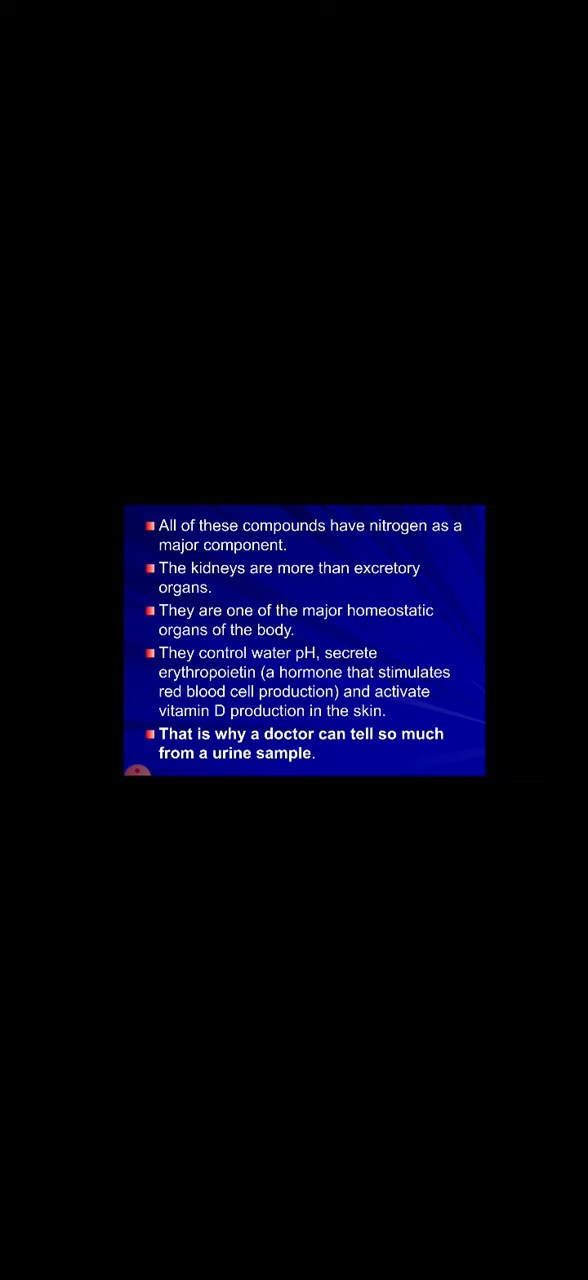 All of these compounds have nitrogen as a
major component.
The kidneys are more than excretory
organs.
They are one of the major homeostatic
organs of the body.
They control water pH, secrete
erythropoietin (a hormone that stimulates
red blood cell production) and activate
vitamin D production in the skin.
That is why a doctor can tell so much
from a urine sample.